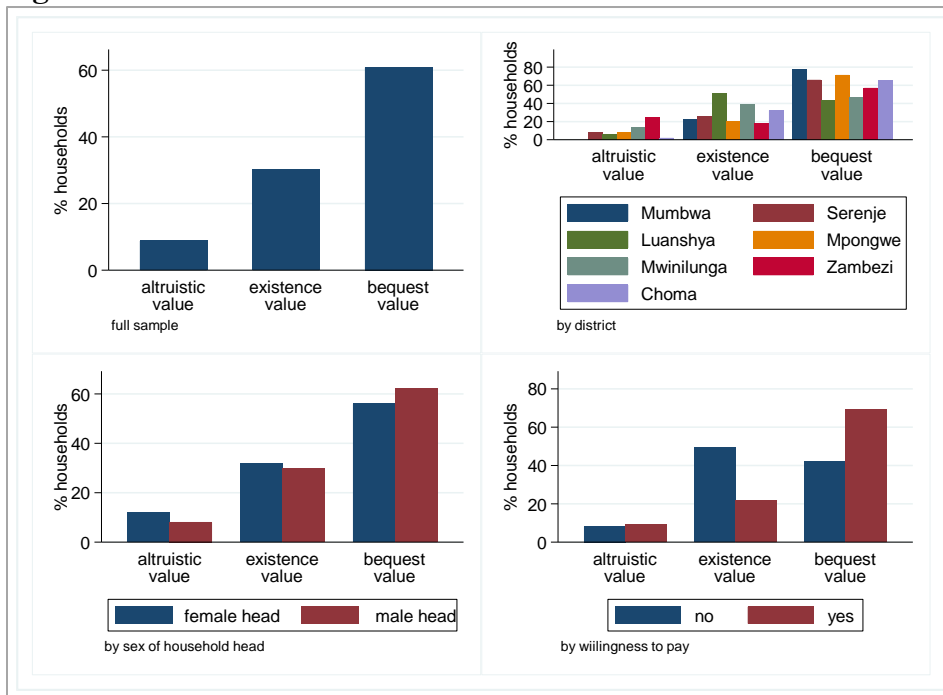 % households
60
40
20
0
altruistic value
existence value
bequest value
full sample
% households
80
60
40
20
0
altruistic value
existence value
bequest value
Mumbwa
Serenje
Luanshya
Mpongwe
Mwinilunga
Zambezi
Choma
by district
% households
60
40
20
0
altruistic value
existence value
bequest value
female head
male head
by sex of household head
% households
80
60
40
20
0
altruistic value
existence value
bequest value
no
yes
by wiilingness to pay